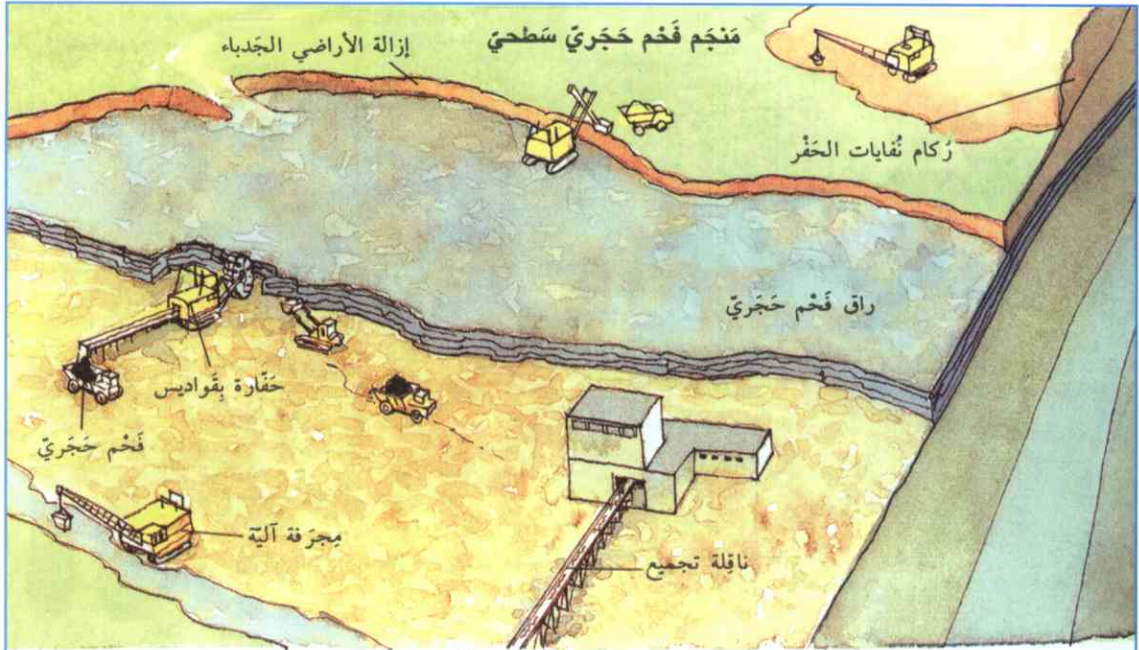 مَنْجَم فَحْم حَجَريّ سَطحيّ
إزالة الأراضي الجَدباء
رُكام نُفايات الحَفْر
راق فَحْم حَجَريّ
حَفّارة بِقَواديس
فَحْم حَجَريّ
مِجرَفة آليّة
ناقِلة تجميع